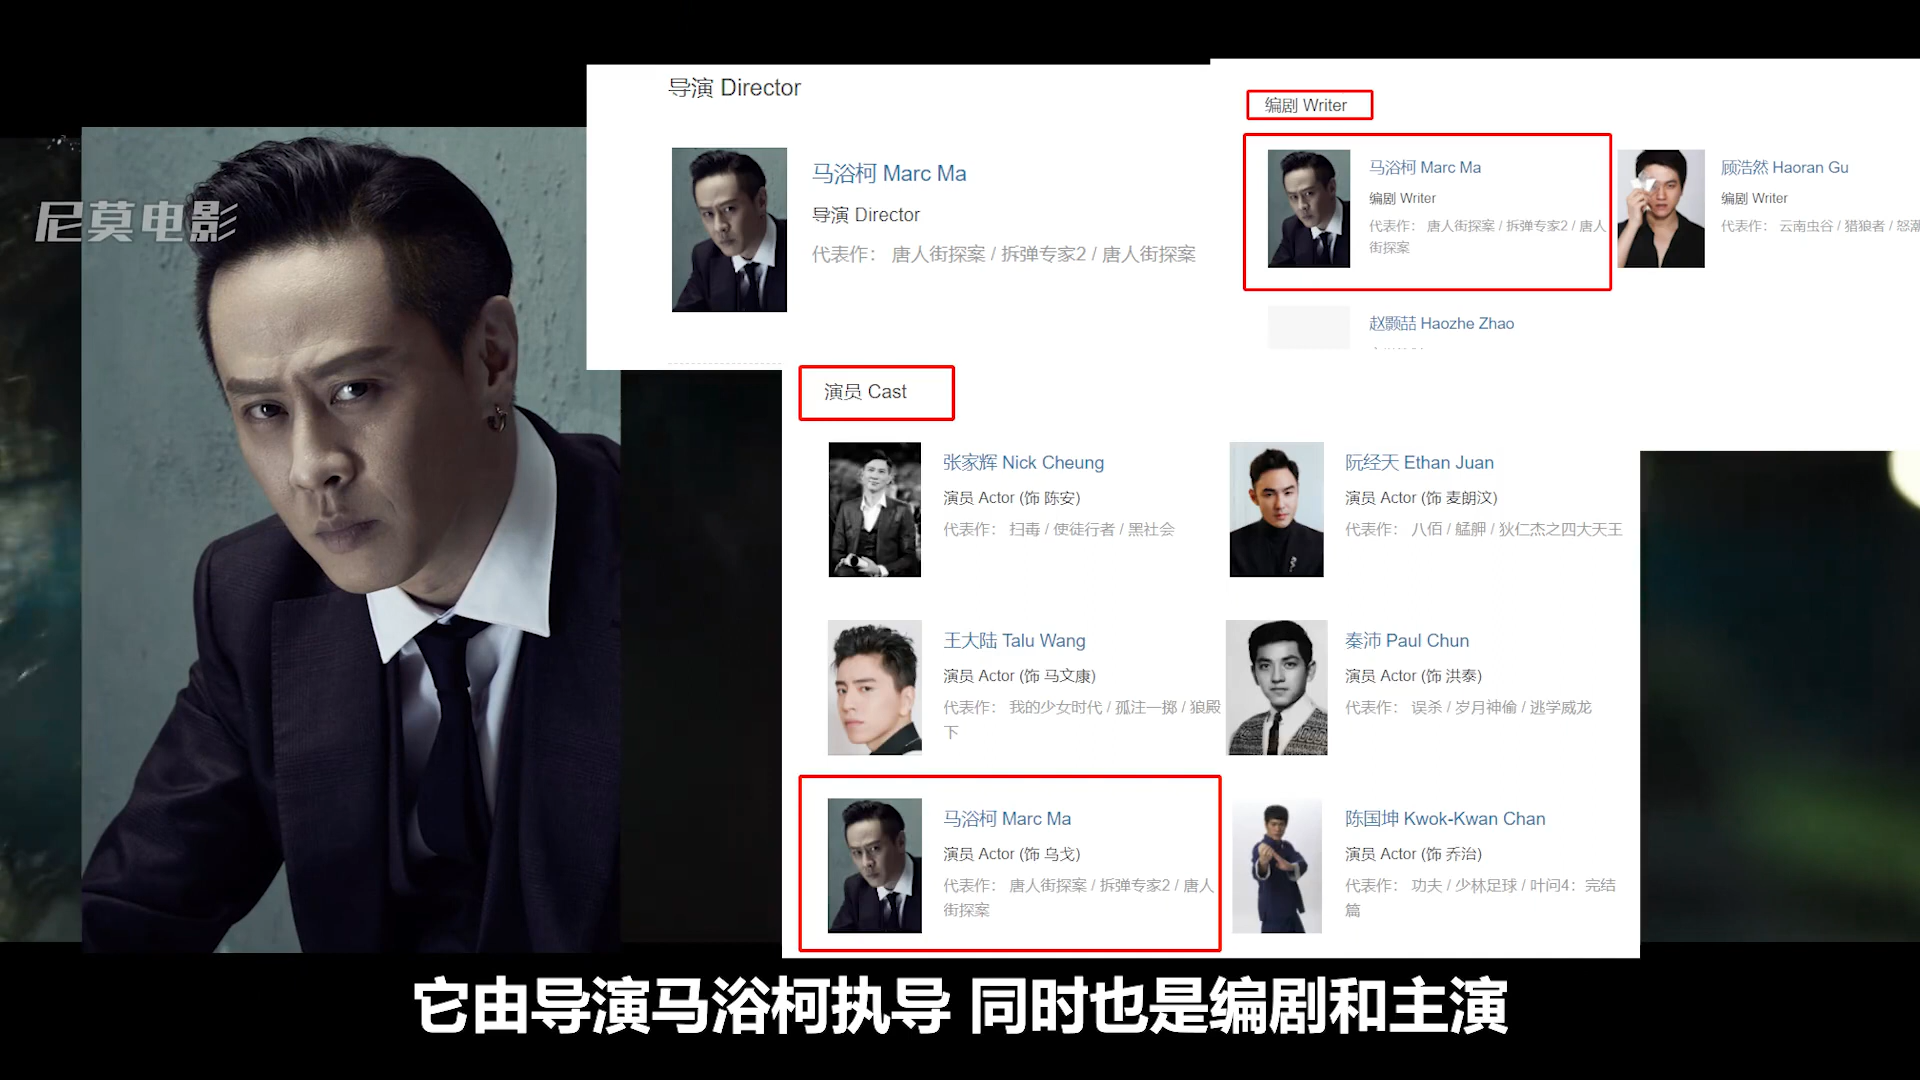 尼莫电影
导演 Director
马浴柯 Marc Ma
导演 Director
代表作： 唐人街探案 / 拆弹专家2 / 唐人街探案
编剧 Writer
马浴柯 Marc Ma
编剧 Writer
代表作： 唐人街探案 / 拆弹专家2 / 唐人
街探案
顾浩然 Haoran Gu
编剧 Writer
代表作： 云南虫谷 / 猎狼者 / 怒潮
赵颢喆 Haozhe Zhao
演员 Cast
张家辉 Nick Cheung
演员 Actor (饰 陈安)
代表作： 扫毒 / 使徒行者 / 黑社会
阮经天 Ethan Juan
演员 Actor (饰 麦朗汶)
代表作： 八佰 / 艋舺 / 狄仁杰之四大天王
王大陆 Talu Wang
演员 Actor (饰 马文康)
代表作： 我的少女时代 / 孤注一掷 / 狼殿
下
秦沛 Paul Chun
演员 Actor (饰 洪泰)
代表作： 误杀 / 岁月神偷 / 逃学威龙
马浴柯 Marc Ma
演员 Actor (饰 乌戈)
代表作： 唐人街探案 / 拆弹专家2 / 唐人
街探案
陈国坤 Kwok-Kwan Chan
演员 Actor (饰 乔治)
代表作： 功夫 / 少林足球 / 叶问4：完结
篇
它由导演马浴柯执导 同时也是编剧和主演